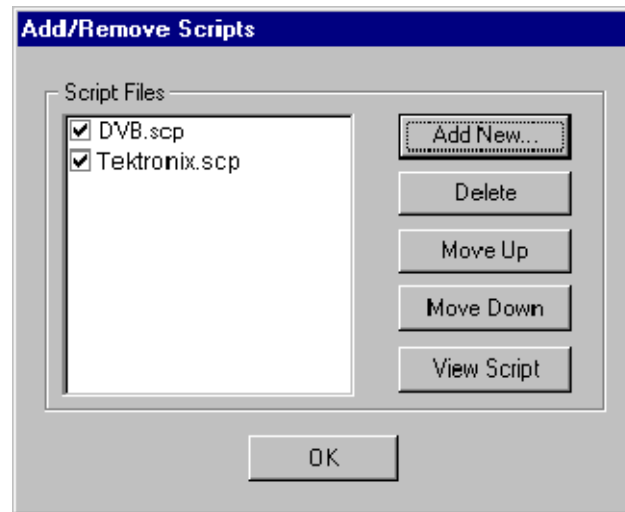 Add/Remove Scripts
Script Files
DVB.scp
Tektronix.scp
Add New...
Delete
Move Up
Move Down
View Script
OK